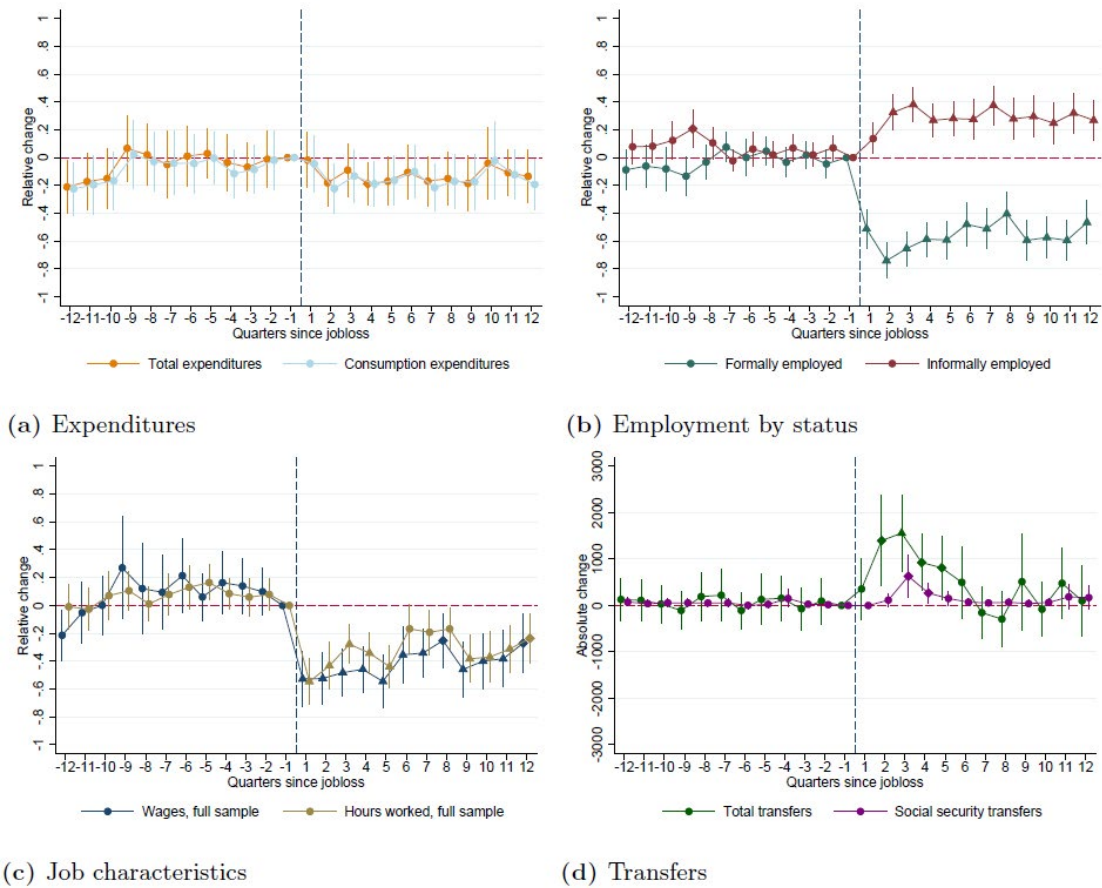 Relative change
1
.8
.6
.4
.2
0
-.2
-.4
-.6
-.8
-1
-12 -11 -10 -9 -8 -7 -6 -5 -4 -3 -2 -1 1 2 3 4 5 6 7 8 9 10 11 12
Quarters since jobloss
Total expenditures Consumption expenditures
(a) Expenditures
Relative change
1
.8
.6
.4
.2
0
-.2
-.4
-.6
-.8
-1
-12 -11 -10 -9 -8 -7 -6 -5 -4 -3 -2 -1 1 2 3 4 5 6 7 8 9 10 11 12
Quarters since jobloss
Formally employed Informally employed
(b) Employment by status
Relative change
1
.8
.6
.4
.2
0
-.2
-.4
-.6
-.8
-1
-12 -11 -10 -9 -8 -7 -6 -5 -4 -3 -2 -1 1 2 3 4 5 6 7 8 9 10 11 12
Quarters since jobloss
Wages, full sample Hours worked, full sample
(c) Job characteristics
Absolute change
3000
2000
1000
0
-1000
-2000
-3000
-12 -11 -10 -9 -8 -7 -6 -5 -4 -3 -2 -1 1 2 3 4 5 6 7 8 9 10 11 12
Quarters since jobloss
Total transfers Social security transfers
(d) Transfers